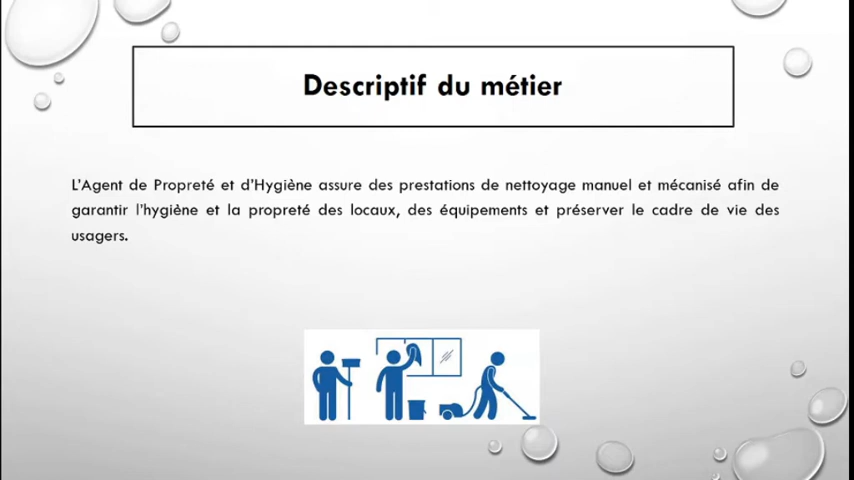 Descriptif du métier
L'Agent de Propreté et d'Hygiène assure des prestations de nettoyage manuel et mécanisé afin de
garantir l'hygiène et la propreté des locaux, des équipements et préserver le cadre de vie des
usagers.